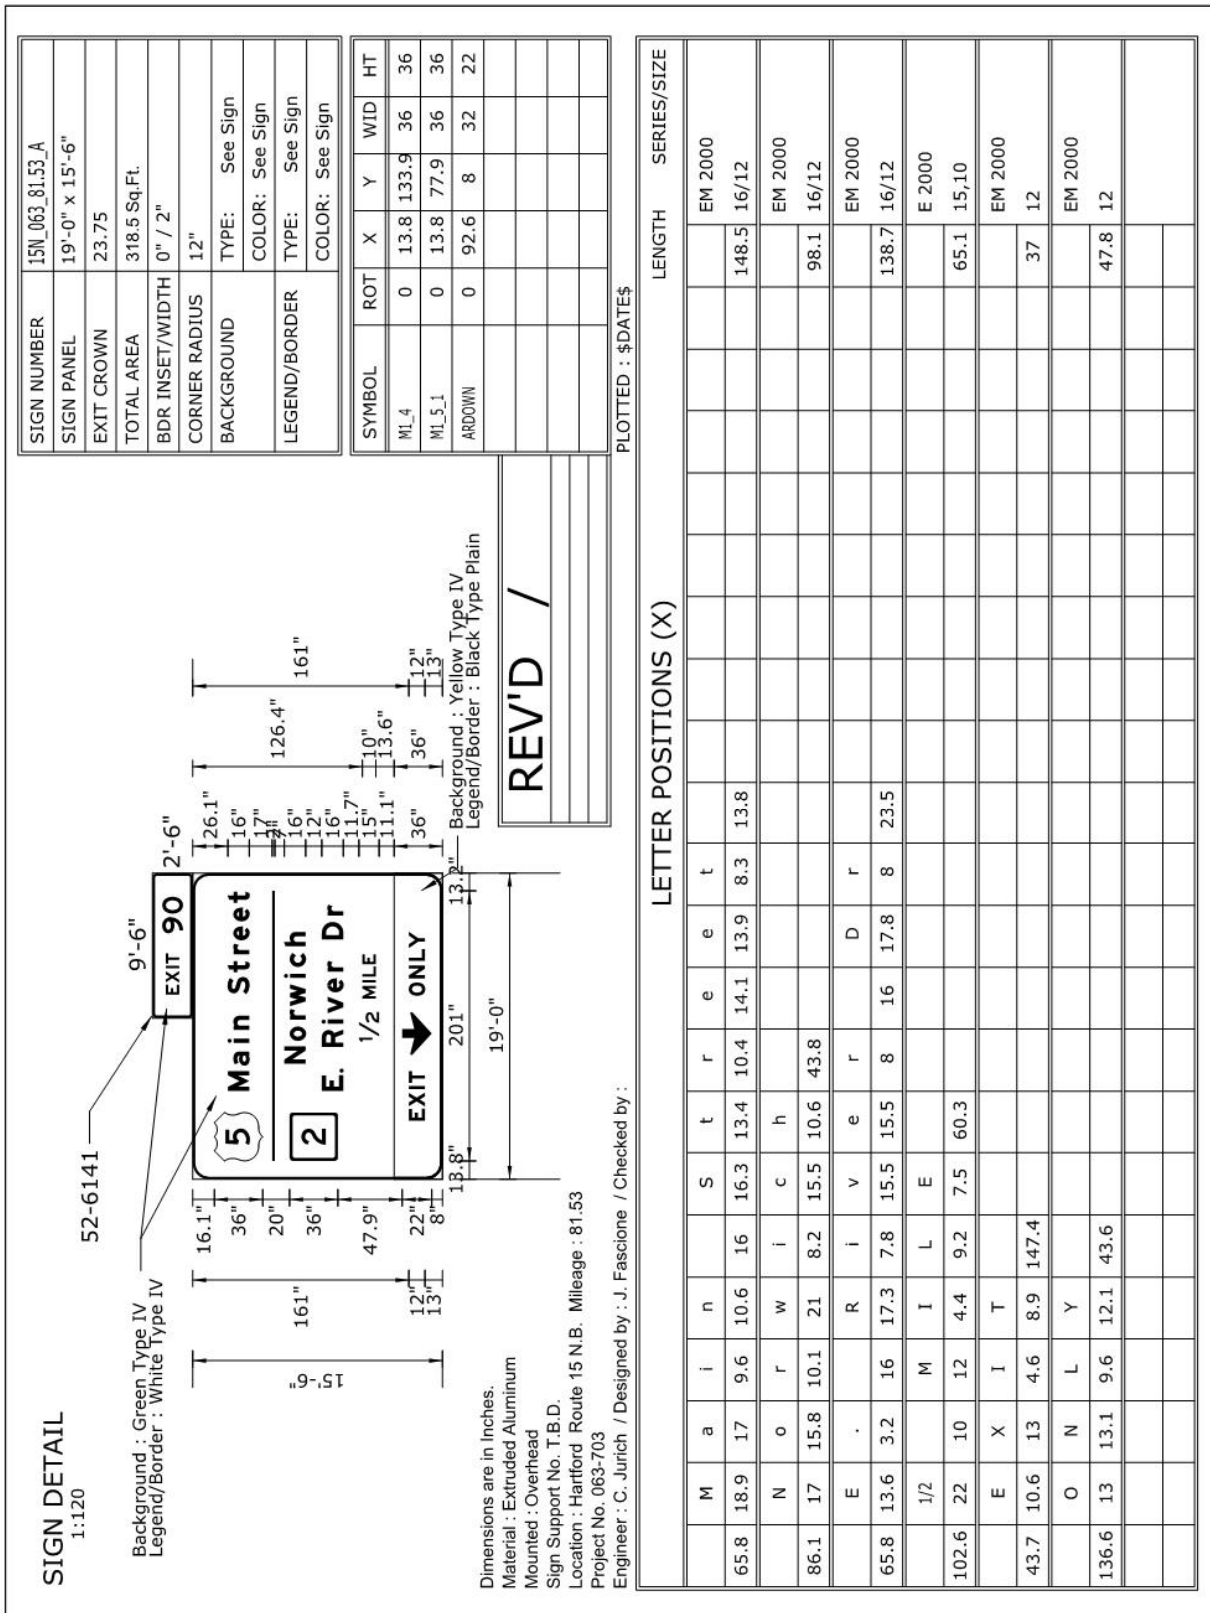 SIGN DETAIL
1:120
Background : Green Type IV
Legend/Border : White Type IV
52-6141
9'-6"
2'-6"
EXIT 90
5 Main Street
Norwich
2 E. River Dr
1/2 MILE
EXIT ONLY
16.1"
36"
20"
36"
47.9"
22"
8"
161"
12"
13"
15'-6"
26.1"
16"
17"
16"
12"
16"
11.7"
15"
11.1"
36"
126.4"
10"
13.6"
36"
161"
12"
13"
13.8" 201" 13.2"
19'-0"
Background : Yellow Type IV
Legend/Border : Black Type Plain
Dimensions are in Inches.
Material : Extruded Aluminum
Mounted : Overhead
Sign Support No. T.B.D.
Location : Hartford Route 15 N.B. Mileage : 81.53
Project No. 063-703
Engineer : C. Jurich / Designed by : J. Fascione / Checked by :
REV'D /
SIGN NUMBER 15N_063_81.53_A
SIGN PANEL 19'-0" x 15'-6"
EXIT CROWN 23.75
TOTAL AREA 318.5 Sq.Ft.
BDR INSET/WIDTH 0" / 2"
CORNER RADIUS 12"
BACKGROUND TYPE: See Sign
COLOR: See Sign
LEGEND/BORDER TYPE: See Sign
COLOR: See Sign
SYMBOL ROT X Y WID HT
M1_4 0 13.8 133.9 36 36
M1_5_1 0 13.8 77.9 36 36
ARDOWN 0 92.6 8 32 22
PLOTTED : $DATE$
LETTER POSITIONS (X) LENGTH SERIES/SIZE
M a i n S t r e e t EM 2000
65.8 18.9 17 9.6 10.6 16 16.3 13.4 10.4 14.1 13.9 8.3 13.8 148.5 16/12
N o r w i c h EM 2000
86.1 17 15.8 10.1 21 8.2 15.5 10.6 43.8 98.1 16/12
E . R i v e r D r EM 2000
65.8 13.6 3.2 16 17.3 7.8 15.5 15.5 8 16 17.8 8 23.5 138.7 16/12
1/2 M I L E E 2000
102.6 22 10 12 4.4 9.2 7.5 60.3 65.1 15,10
E X I T EM 2000
43.7 10.6 13 4.6 8.9 147.4 37 12
O N L Y EM 2000
136.6 13 13.1 9.6 12.1 43.6 47.8 12